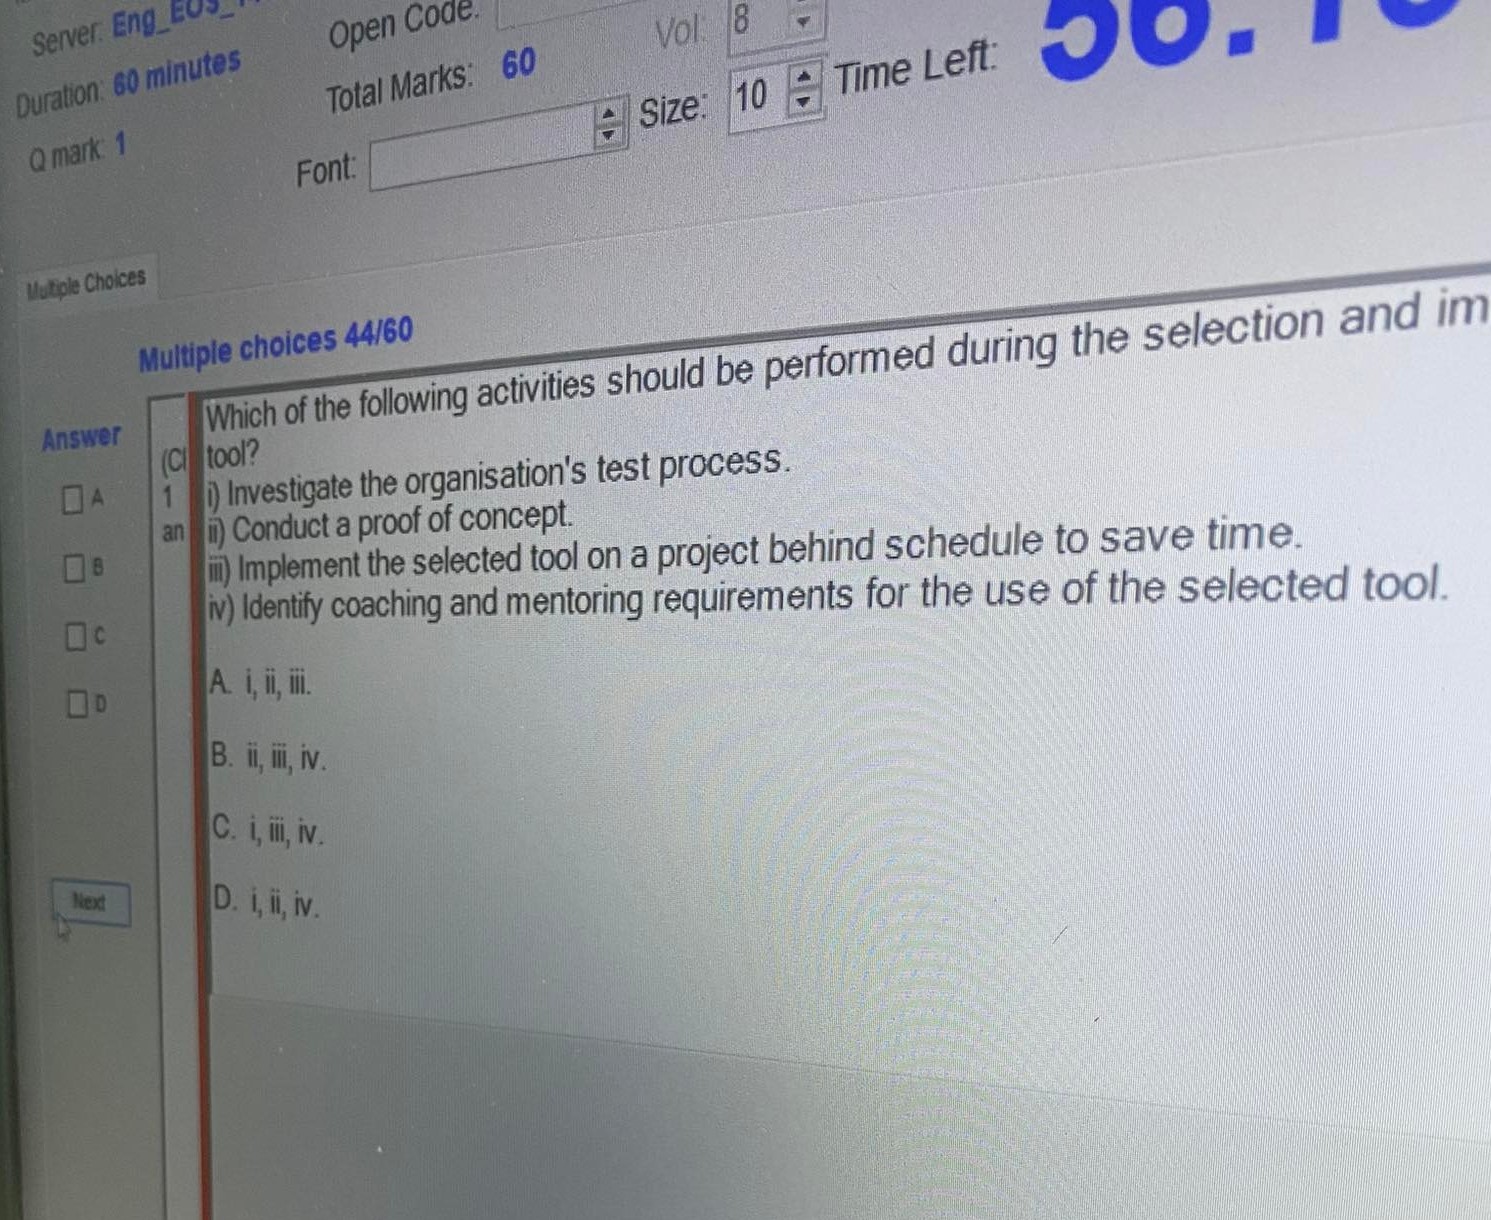 Server: Eng_EOS_
Open Code:
Vol: 8
Duration: 60 minutes
Total Marks: 60
Q mark: 1
Font:
Size: 10
Time Left:
Multiple Choices
Multiple choices 44/60
Answer
A
B
C
D
Next
(Cl
1
an
Which of the following activities should be performed during the selection and im
tool?
i) Investigate the organisation's test process.
ii) Conduct a proof of concept.
iii) Implement the selected tool on a project behind schedule to save time.
iv) Identify coaching and mentoring requirements for the use of the selected tool.
A. i, ii, iii.
B. ii, iii, iv.
C. i, iii, iv.
D. i, ii, iv.